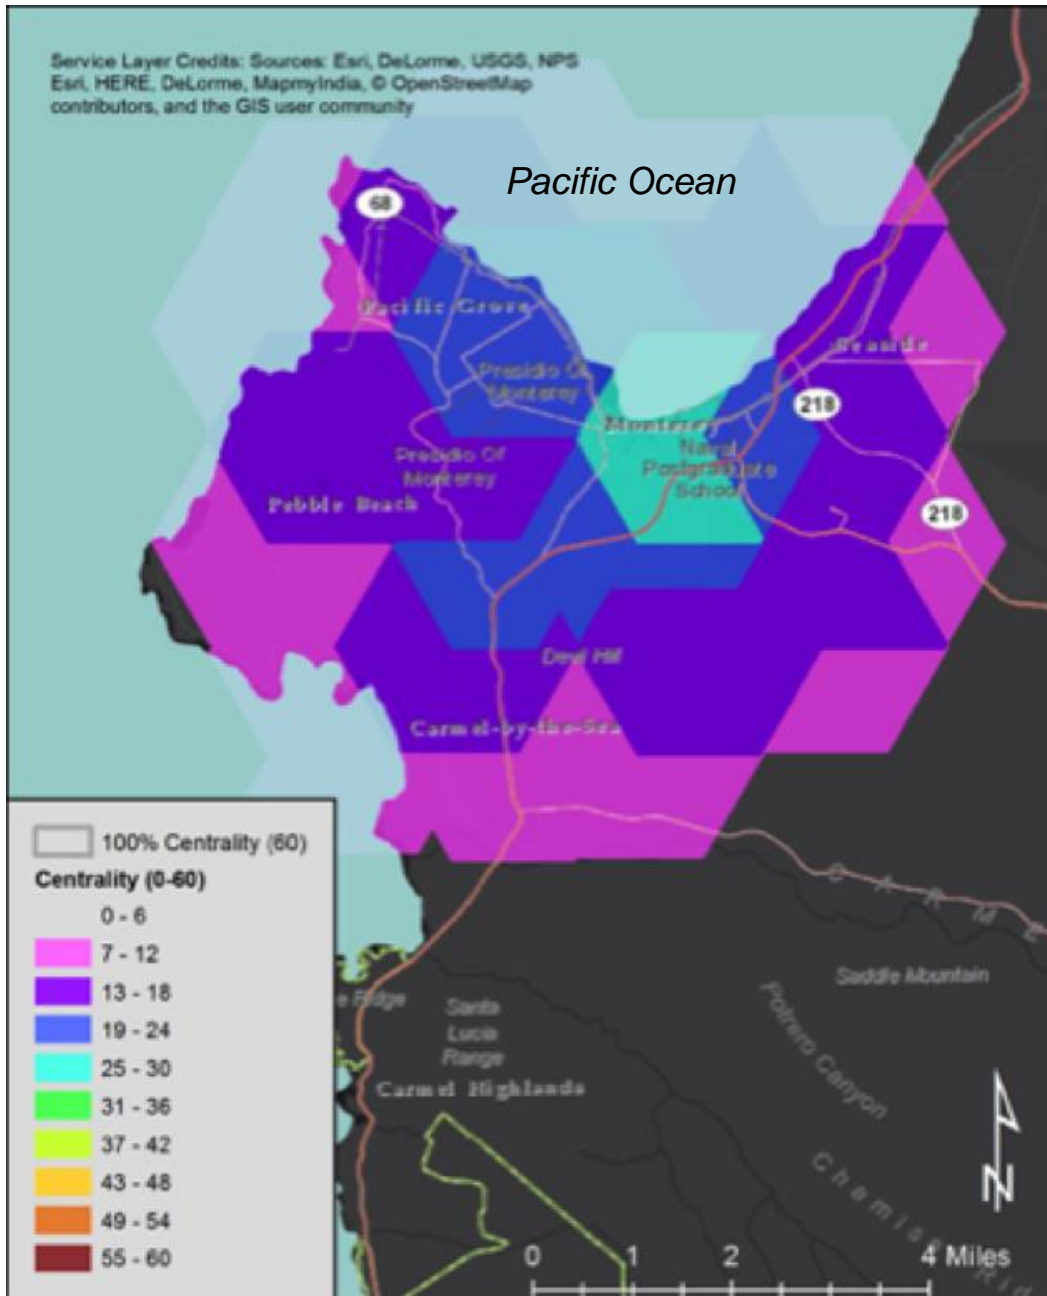 Service Layer Credits: Sources: Esri, DeLorme, USGS, NPS
Esri, HERE, DeLorme, MapmyIndia, © OpenStreetMap
contributors, and the GIS user community
Pacific Ocean
68
Pacific Grove
Seaside
Presidio Of
Monterey
218
Monterey
Naval
Postgraduate
School
Presidio Of
Monterey
Pebble Beach
218
Devil Hill
Carmel-by-the-Sea
100% Centrality (60)
Centrality (0-60)
0 - 6
7 - 12
13 - 18
19 - 24
25 - 30
31 - 36
37 - 42
43 - 48
49 - 54
55 - 60
C A R M E
Saddle Mountain
e Ridge
Santa
Lucia
Range
Potrero Canyon
Carmel Highlands
Chamise Rid
N
0 1 2 4 Miles